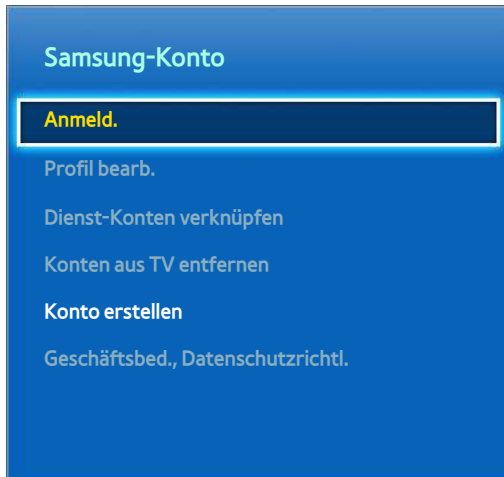 Samsung-Konto
Anmeld.
Profil bearb.
Dienst-Konten verknüpfen
Konten aus TV entfernen
Konto erstellen
Geschäftsbed., Datenschutzrichtl.